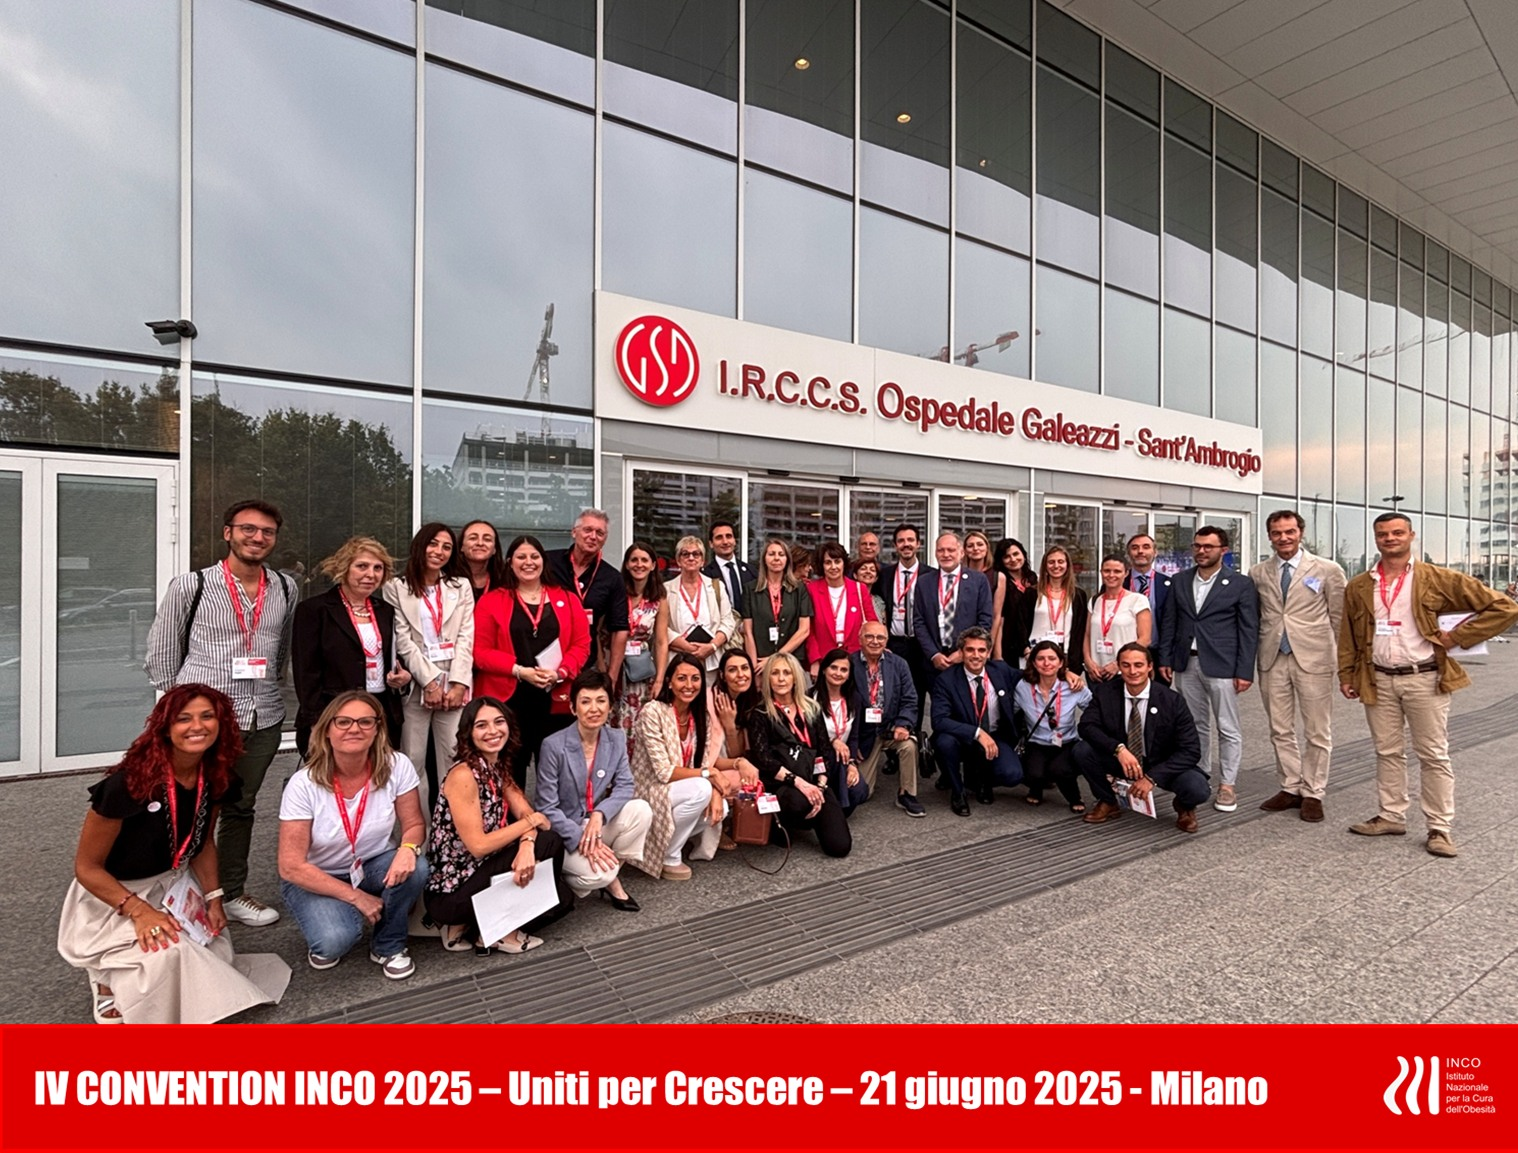 GSD
I.R.C.C.S. Ospedale Galeazzi - Sant'Ambrogio
IV CONVENTION INCO 2025 – Uniti per Crescere – 21 giugno 2025 - Milano
INCO
Istituto
Nazionale
per la Cura
dell'Obesità